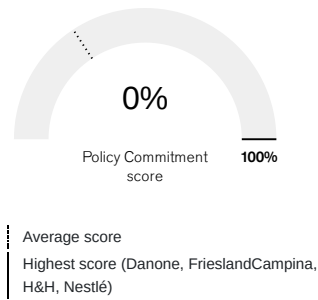 0%
Policy Commitment
score
100%
Average score
Highest score (Danone, FrieslandCampina,
H&H, Nestlé)